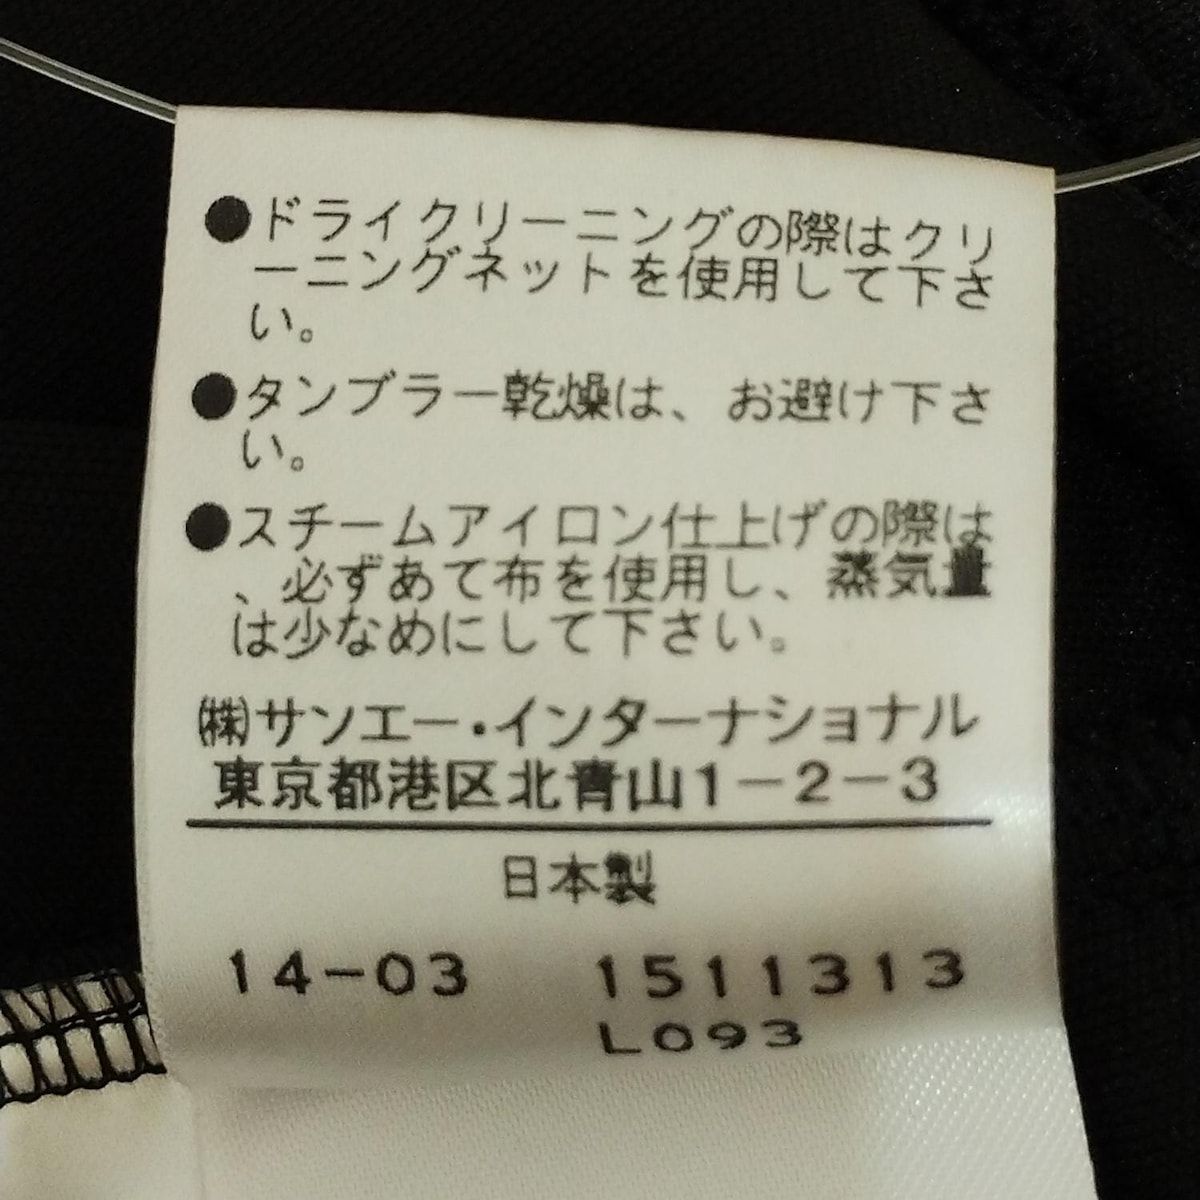 ●ドライクリーニングの際はクリ
ーニングネットを使用して下さ
い。
●タンブラー乾燥は、お避け下さ
い。
●スチームアイロン仕上げの際は
、必ずあて布を使用し、蒸気量
は少なめにして下さい。
㈱サンエー・インターナショナル
東京都港区北青山1-2-3
日本製
14-03 1511313
L093